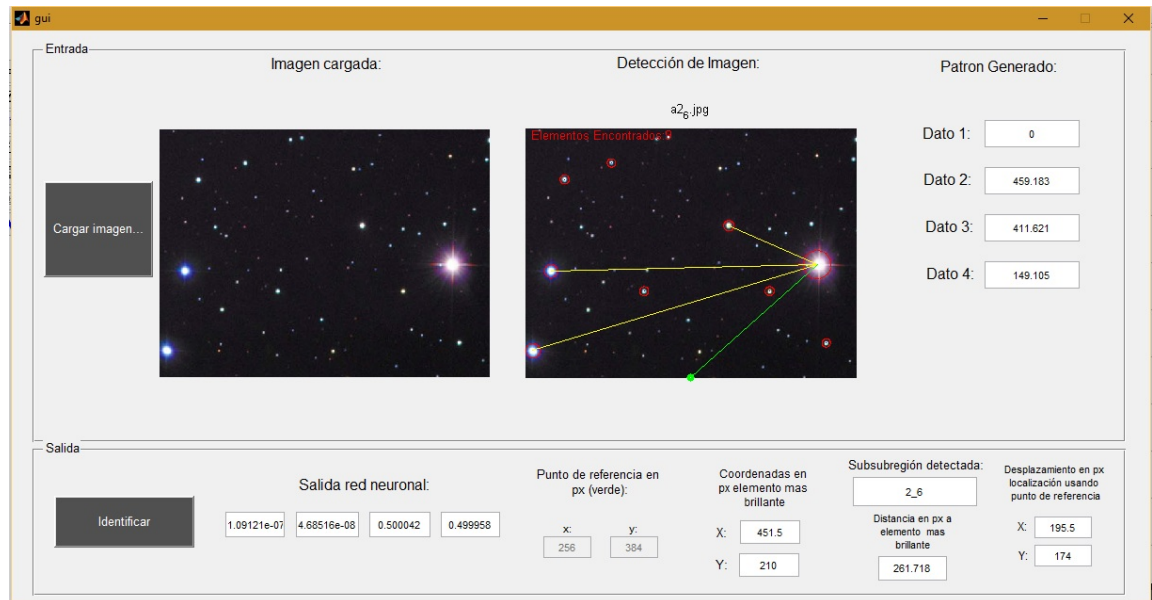 gui
Entrada
Imagen cargada:
Detección de Imagen:
Patron Generado:
a2_6.jpg
Elementos Encontrados:9
Cargar imagen...
Dato 1:
0
Dato 2:
459.183
Dato 3:
411.621
Dato 4:
149.105
Salida
Identificar
Salida red neuronal:
1.09121e-07
4.68516e-08
0.500042
0.499958
Punto de referencia en
px (verde):
x:
y:
256
384
Coordenadas en
px elemento mas
brillante
X:
451.5
Y:
210
Subsubregión detectada:
2_6
Distancia en px a
elemento mas
brillante
261.718
Desplazamiento en px
localización usando
punto de referencia
X:
195.5
Y:
174